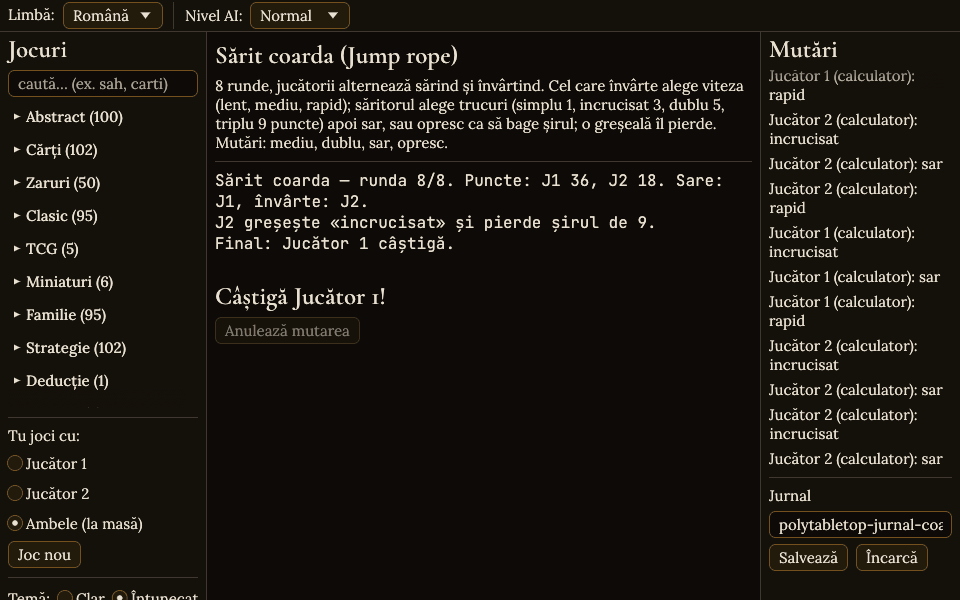 Limbă: Română ▼ Nivel AI: Normal ▼
Jocuri
caută... (ex. sah, carti)
▸ Abstract (100)
▸ Cărți (102)
▸ Zaruri (50)
▸ Clasic (95)
▸ TCG (5)
▸ Miniaturi (6)
▸ Familie (95)
▸ Strategie (102)
▸ Deducție (1)
Tu joci cu:
Jucător 1
Jucător 2
Ambele (la masă)
Joc nou
Temă: Clar Întunecat
Sărit coarda (Jump rope)
8 runde, jucătorii alternează sărind și învârtind. Cel care învârte alege viteza
(lent, mediu, rapid); săritorul alege trucuri (simplu 1, incrucisat 3, dublu 5,
triplu 9 puncte) apoi sar, sau opresc ca să bage șirul; o greșeală îl pierde.
Mutări: mediu, dublu, sar, opresc.
Sărit coarda — runda 8/8. Puncte: J1 36, J2 18. Sare:
J1, învârte: J2.
J2 greșește «incrucisat» și pierde șirul de 9.
Final: Jucător 1 câștigă.
Câștigă Jucător 1!
Anulează mutarea
Mutări
Jucător 1 (calculator):
rapid
Jucător 2 (calculator):
incrucisat
Jucător 2 (calculator): sar
Jucător 2 (calculator):
rapid
Jucător 1 (calculator):
incrucisat
Jucător 1 (calculator): sar
Jucător 1 (calculator):
rapid
Jucător 2 (calculator):
incrucisat
Jucător 2 (calculator): sar
Jucător 2 (calculator):
incrucisat
Jucător 2 (calculator): sar
Jurnal
polytabletop-jurnal-coa
Salvează Încarcă